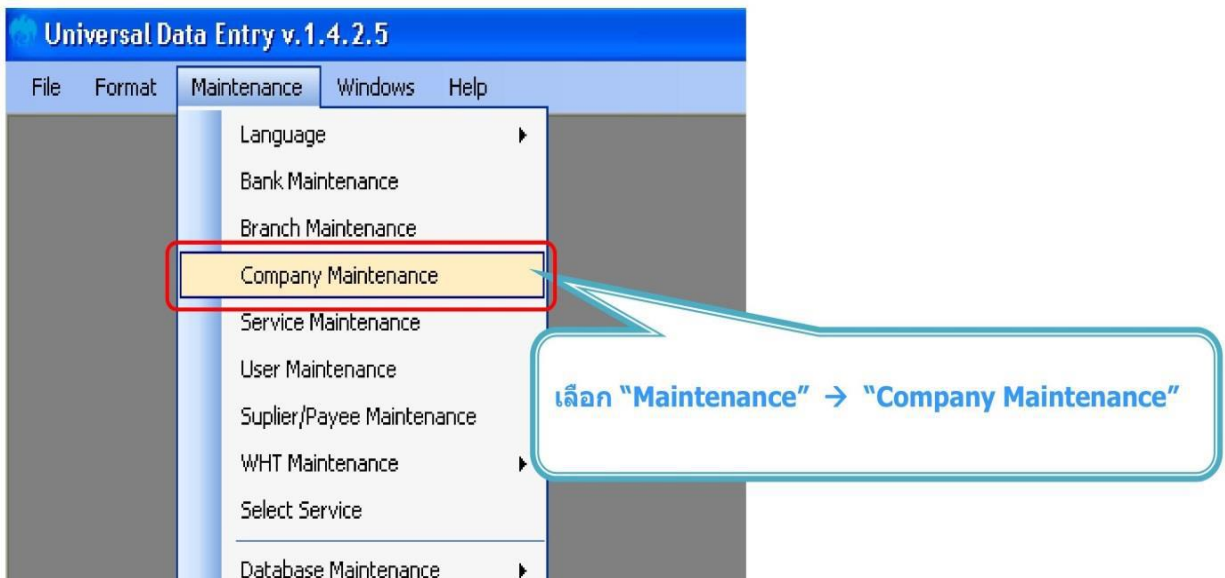 Universal Data Entry v.1.4.2.5
File Format Maintenance Windows Help
Language
Bank Maintenance
Branch Maintenance
Company Maintenance
Service Maintenance
User Maintenance
Suplier/Payee Maintenance
WHT Maintenance
Select Service
Database Maintenance
เลือก “Maintenance” → “Company Maintenance”